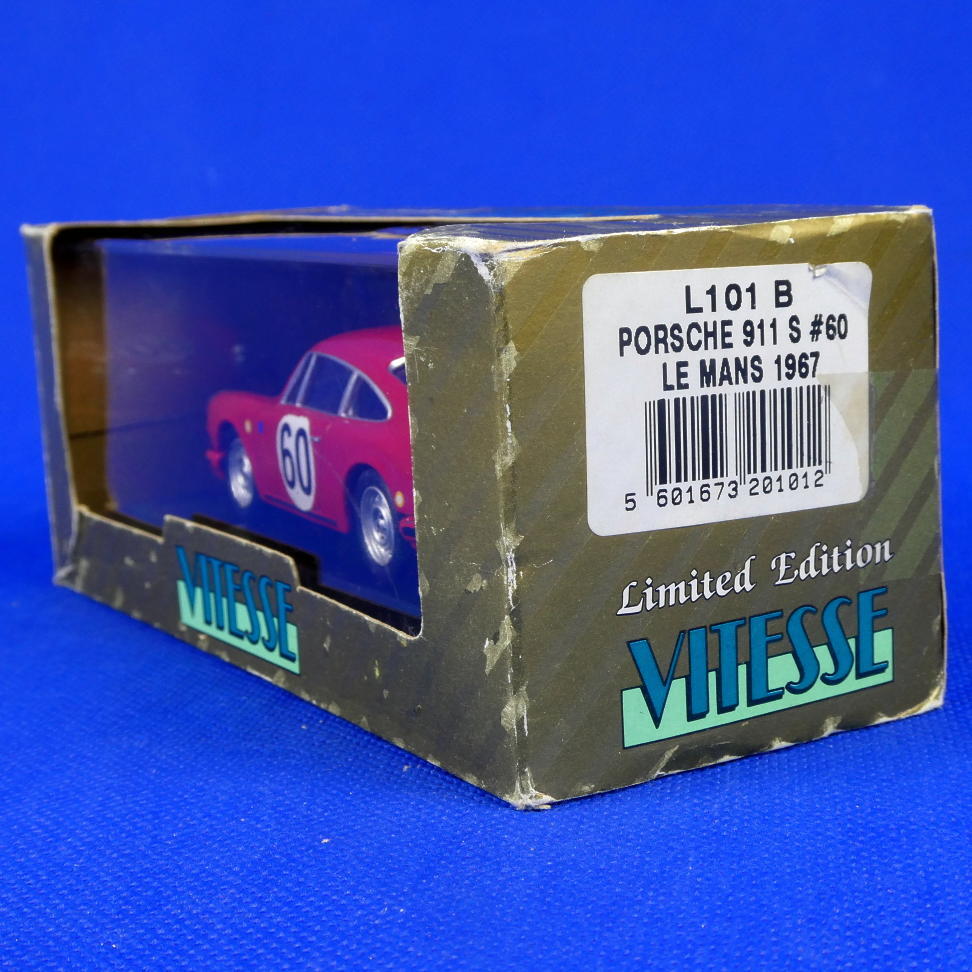 L101 B
PORSCHE 911 S #60
LE MANS 1967
5 601673 201012
Limited Edition
VITESSE
60
VITESSE